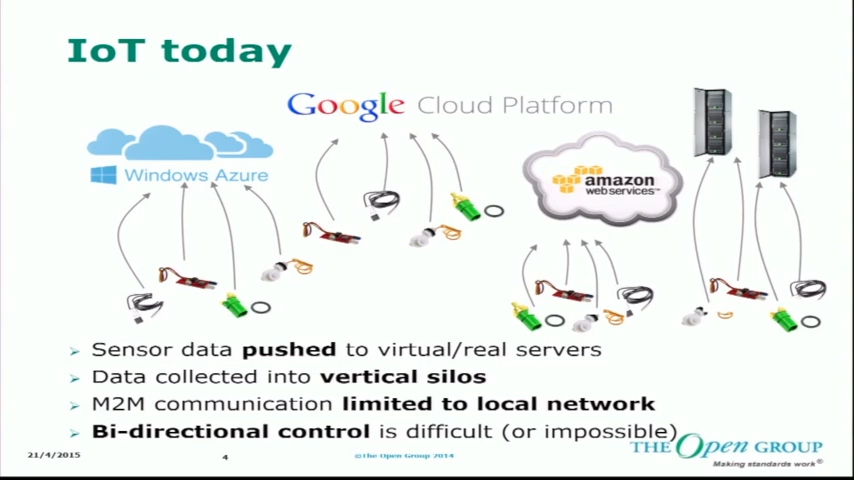 IoT today
Google Cloud Platform
Windows Azure
amazon
web services™
Sensor data pushed to virtual/real servers
Data collected into vertical silos
M2M communication limited to local network
Bi-directional control is difficult (or impossible)
THE Open GROUP
Making standards work®
21/4/2015
4
©The Open Group 2014